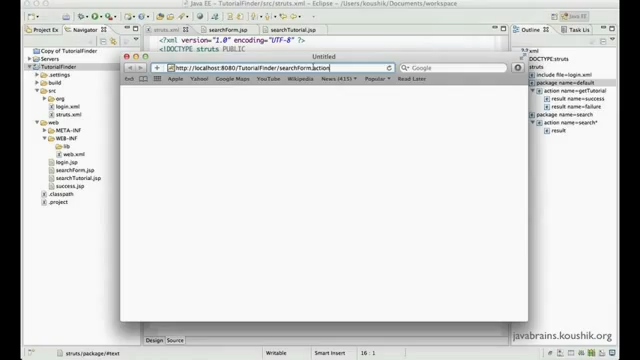 Java EE - TutorialFinder/src/struts.xml - Eclipse - /Users/koushik/Documents/workspace
Java EE
Project Ex
Navigator
struts.xml
searchForm.jsp
searchTutorial.jsp
Outline
Copy of TutorialFinder
Servers
TutorialFinder
.settings
build
src
org
login.xml
struts.xml
web
META-INF
WEB-INF
lib
web.xml
login.jsp
searchForm.jsp
searchTutorial.jsp
success.jsp
.classpath
.project
<?xml version="1.0" encoding="UTF-8" ?>
<!DOCTYPE struts PUBLIC
Untitled
http://localhost:8080/TutorialFinder/searchForm.action
Google
Apple Yahoo! Google Maps YouTube Wikipedia News (415) Popular Read Later
xml
DOCTYPE:struts
struts
include file=login.xml
package name=default
action name=getTutorial
result name=success
result name=failure
package name=search
action name=search*
result
Design Source
struts/package/#text
Writable
Smart Insert
16 : 1
javabrains.koushik.org